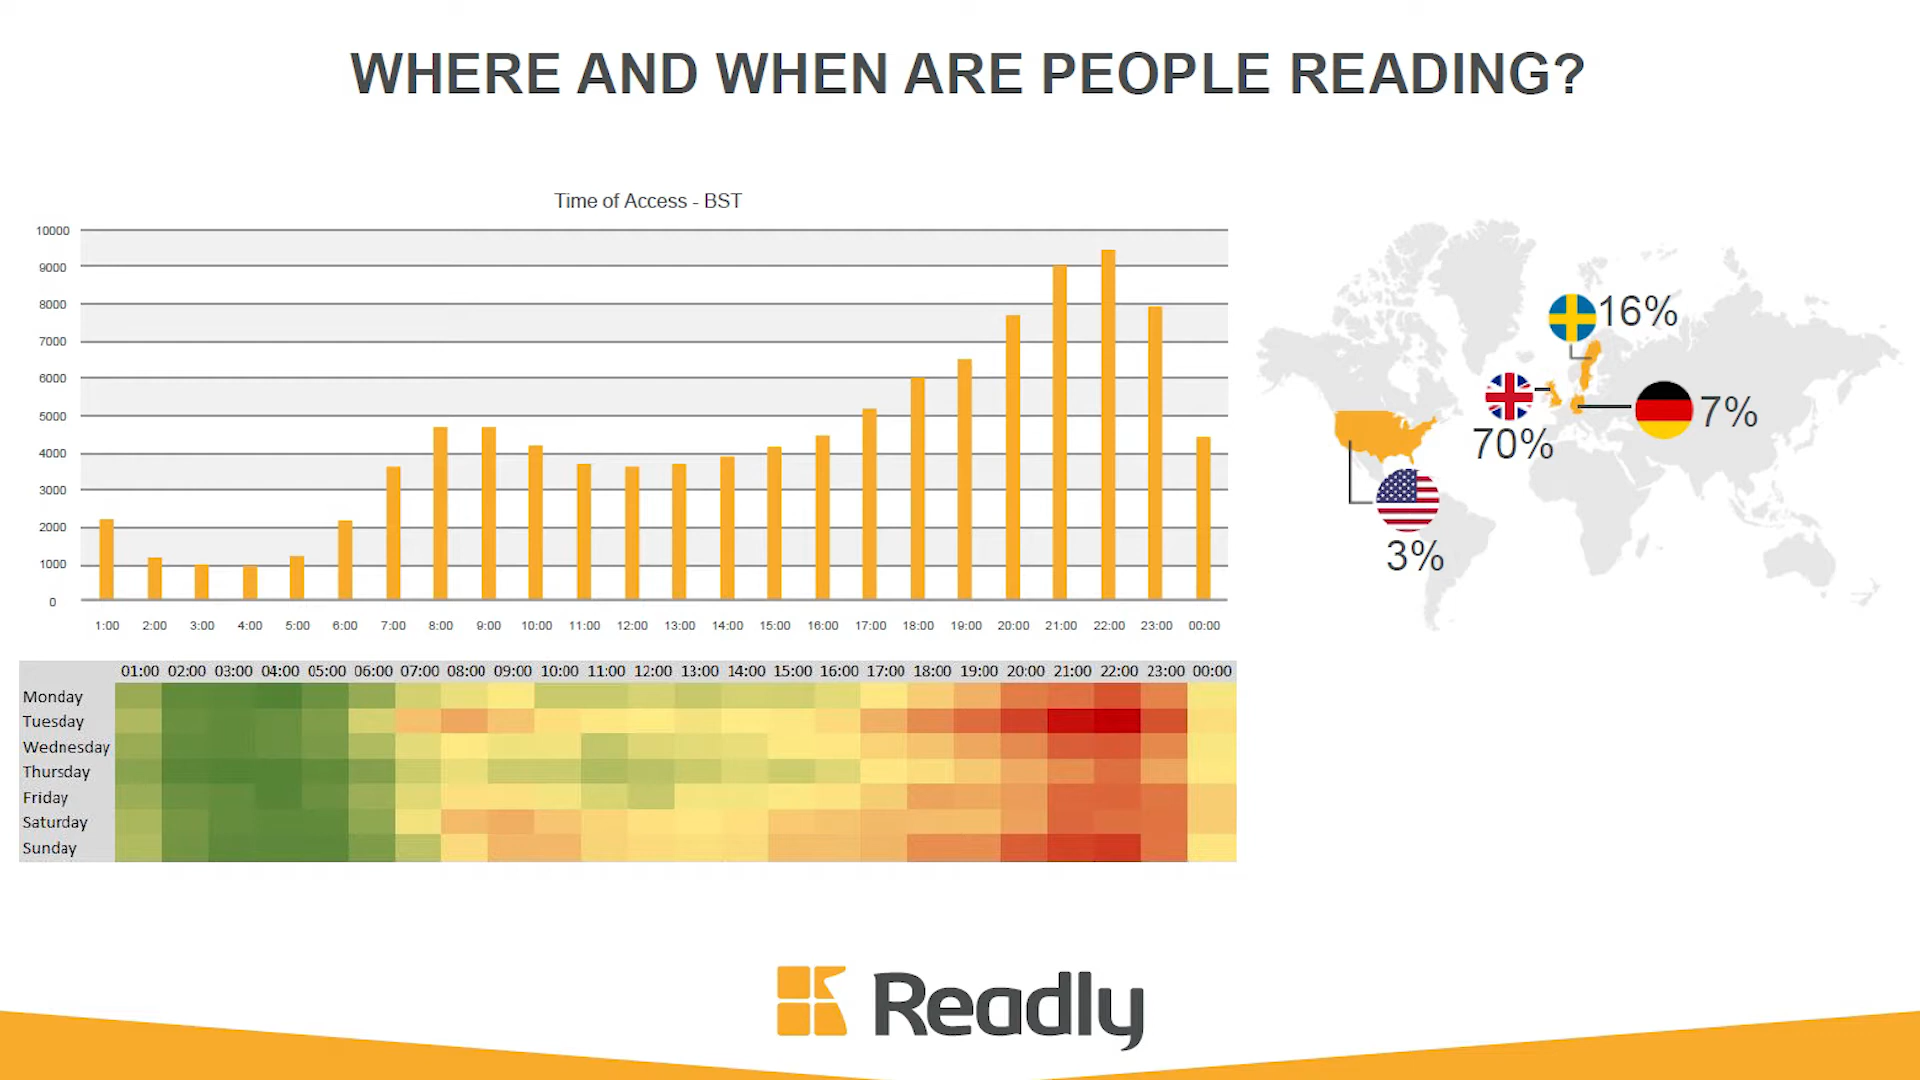 WHERE AND WHEN ARE PEOPLE READING?
Time of Access - BST
10000
9000
8000
7000
6000
5000
4000
3000
2000
1000
0
1:00 2:00 3:00 4:00 5:00 6:00 7:00 8:00 9:00 10:00 11:00 12:00 13:00 14:00 15:00 16:00 17:00 18:00 19:00 20:00 21:00 22:00 23:00 00:00
16%
7%
70%
3%
01:00 02:00 03:00 04:00 05:00 06:00 07:00 08:00 09:00 10:00 11:00 12:00 13:00 14:00 15:00 16:00 17:00 18:00 19:00 20:00 21:00 22:00 23:00 00:00
Monday
Tuesday
Wednesday
Thursday
Friday
Saturday
Sunday
Readly